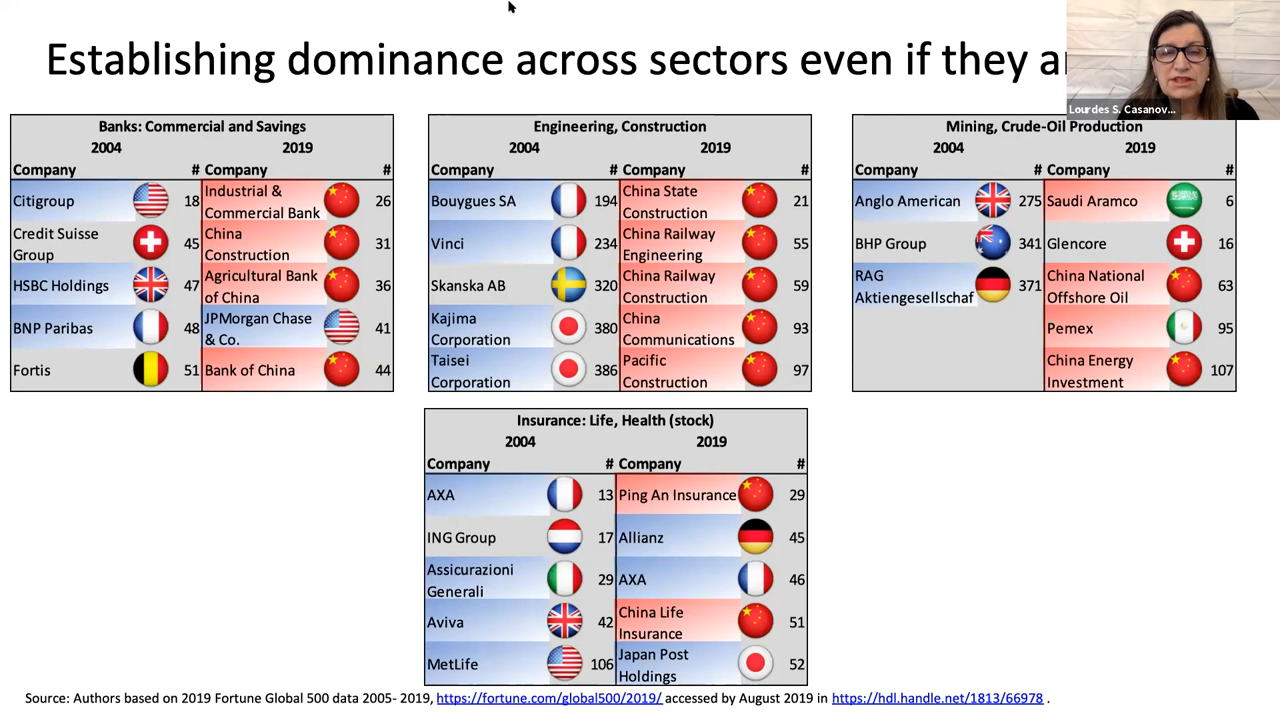 Establishing dominance across sectors even if they
Lourdes S. Casanov...
Banks: Commercial and Savings
2004 2019
Company # Company #
Citigroup 18 Industrial & Commercial Bank 26
Credit Suisse Group 45 China Construction 31
HSBC Holdings 47 Agricultural Bank of China 36
BNP Paribas 48 JPMorgan Chase & Co. 41
Fortis 51 Bank of China 44
Engineering, Construction
2004 2019
Company # Company #
Bouygues SA 194 China State Construction 21
Vinci 234 China Railway Engineering 55
Skanska AB 320 China Railway Construction 59
Kajima Corporation 380 China Communications 93
Taisei Corporation 386 Pacific Construction 97
Mining, Crude-Oil Production
2004 2019
Company # Company #
Anglo American 275 Saudi Aramco 6
BHP Group 341 Glencore 16
RAG Aktiengesellschaf 371 China National Offshore Oil 63
Pemex 95
China Energy Investment 107
Insurance: Life, Health (stock)
2004 2019
Company # Company #
AXA 13 Ping An Insurance 29
ING Group 17 Allianz 45
Assicurazioni Generali 29 AXA 46
Aviva 42 China Life Insurance 51
MetLife 106 Japan Post Holdings 52
Source: Authors based on 2019 Fortune Global 500 data 2005- 2019, https://fortune.com/global500/2019/ accessed by August 2019 in https://hdl.handle.net/1813/66978 .